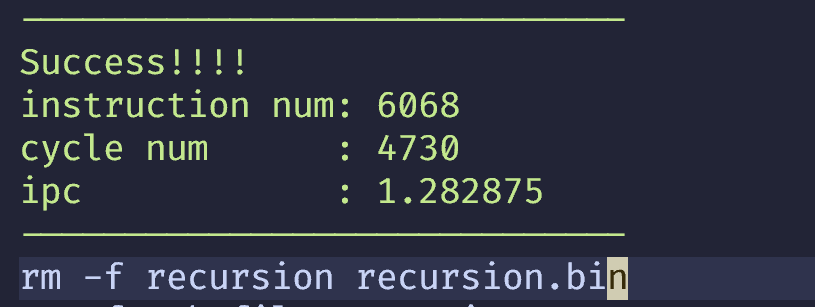 Success!!!!
instruction num: 6068
cycle num      : 4730
ipc            : 1.282875
rm -f recursion recursion.bin